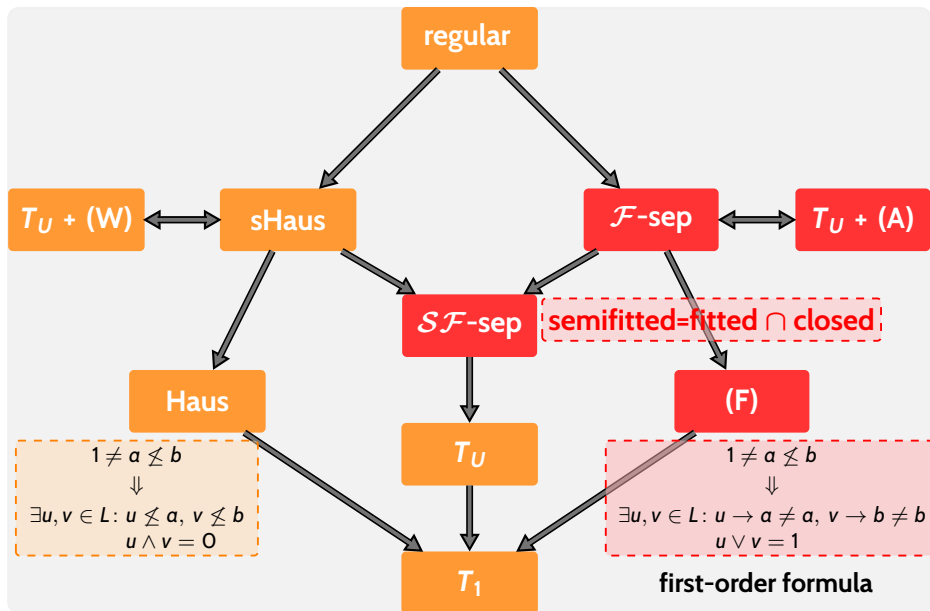 regular
T_U + (W)
sHaus
𝓕-sep
T_U + (A)
𝓢𝓕-sep
semifitted=fitted ∩ closed
Haus
(F)
T_U
1 ≠ a ≰ b
⇓
∃u, v ∈ L: u ≰ a, v ≰ b
u ∧ v = 0
1 ≠ a ≰ b
⇓
∃u, v ∈ L: u → a ≠ a, v → b ≠ b
u ∨ v = 1
T₁
first-order formula